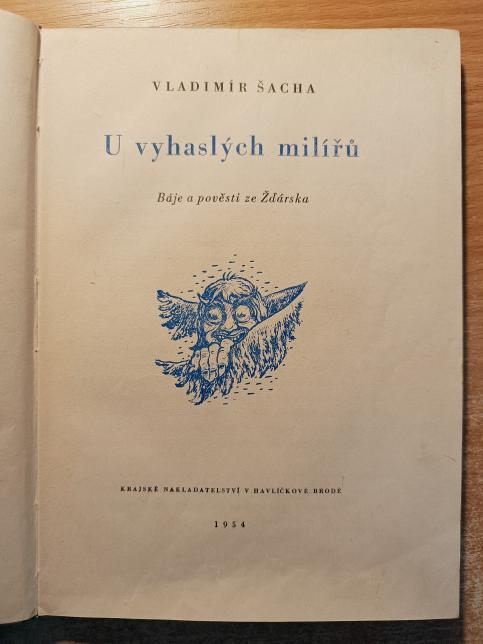 VLADIMÍR ŠACHA
U vyhaslých milířů
Báje a pověsti ze Žďárska
KRAJSKÉ NAKLADATELSTVÍ V HAVLÍČKOVĚ BRODĚ
1954